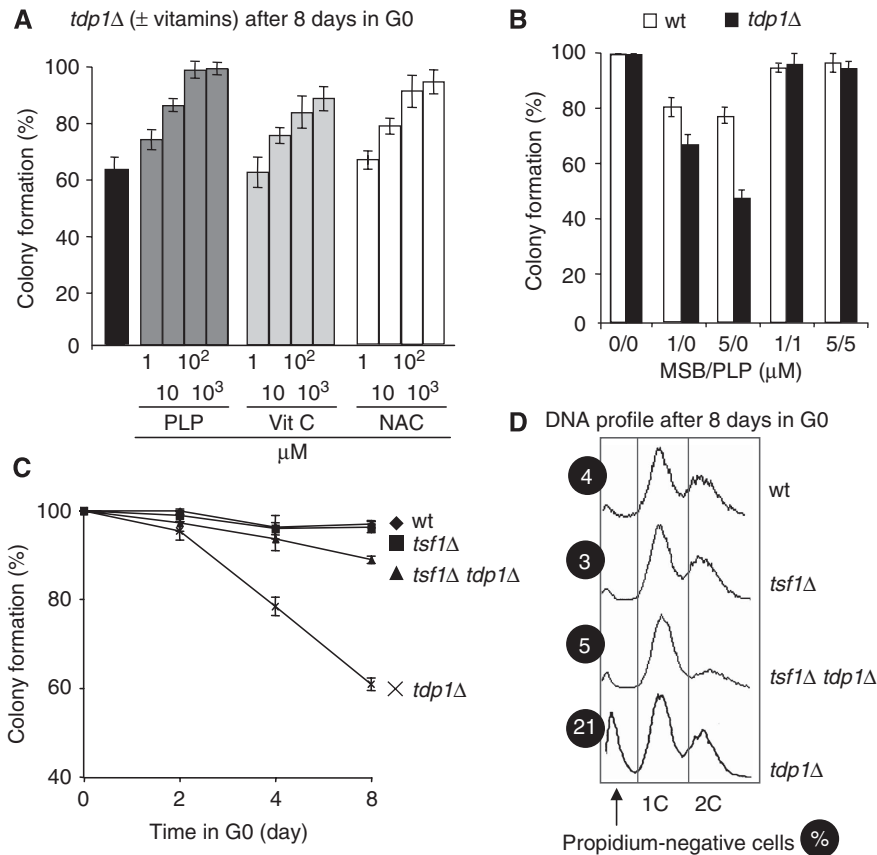 A
tdp1Δ (± vitamins) after 8 days in G0
Colony formation (%)
100
80
60
40
20
0
1 10² 1 10² 1 10²
10 10³ 10 10³ 10 10³
PLP Vit C NAC
μM
B
wt tdp1Δ
Colony formation (%)
100
80
60
40
20
0
0/0 1/0 5/0 1/1 5/5
MSB/PLP (μM)
C
Colony formation (%)
100
80
60
40
wt
tsf1Δ
tsf1Δ tdp1Δ
tdp1Δ
0 2 4 8
Time in G0 (day)
D DNA profile after 8 days in G0
4 wt
3 tsf1Δ
5 tsf1Δ tdp1Δ
21 tdp1Δ
1C 2C
Propidium-negative cells %